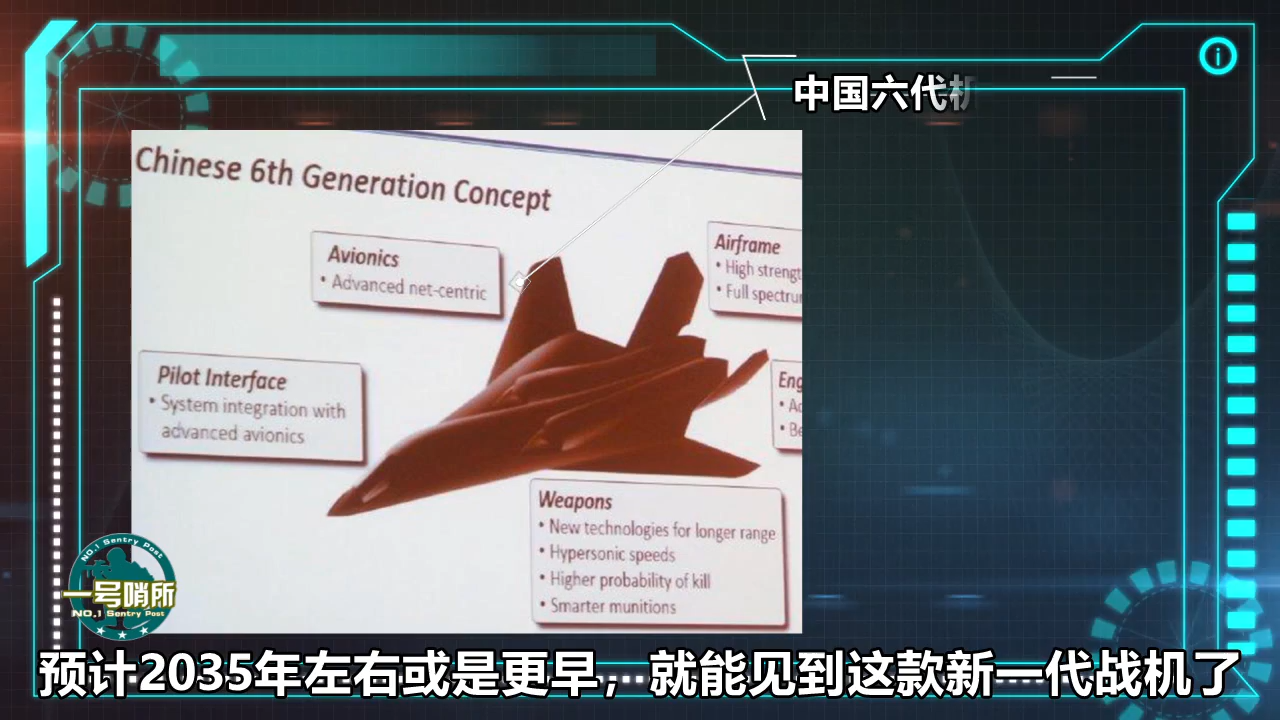 中国六代机
Chinese 6th Generation Concept
Avionics
• Advanced net-centric
Airframe
• High
• Full
Pilot Interface
• System integration with
advanced avionics
Weapons
• New technologies for longer range
• Hypersonic speeds
• Higher probability of kill
• Smarter munitions
NO.1 Sentry Post
一号哨所
NO.1 Sentry Post
预计2035年左右或是更早，就能见到这款新一代战机了